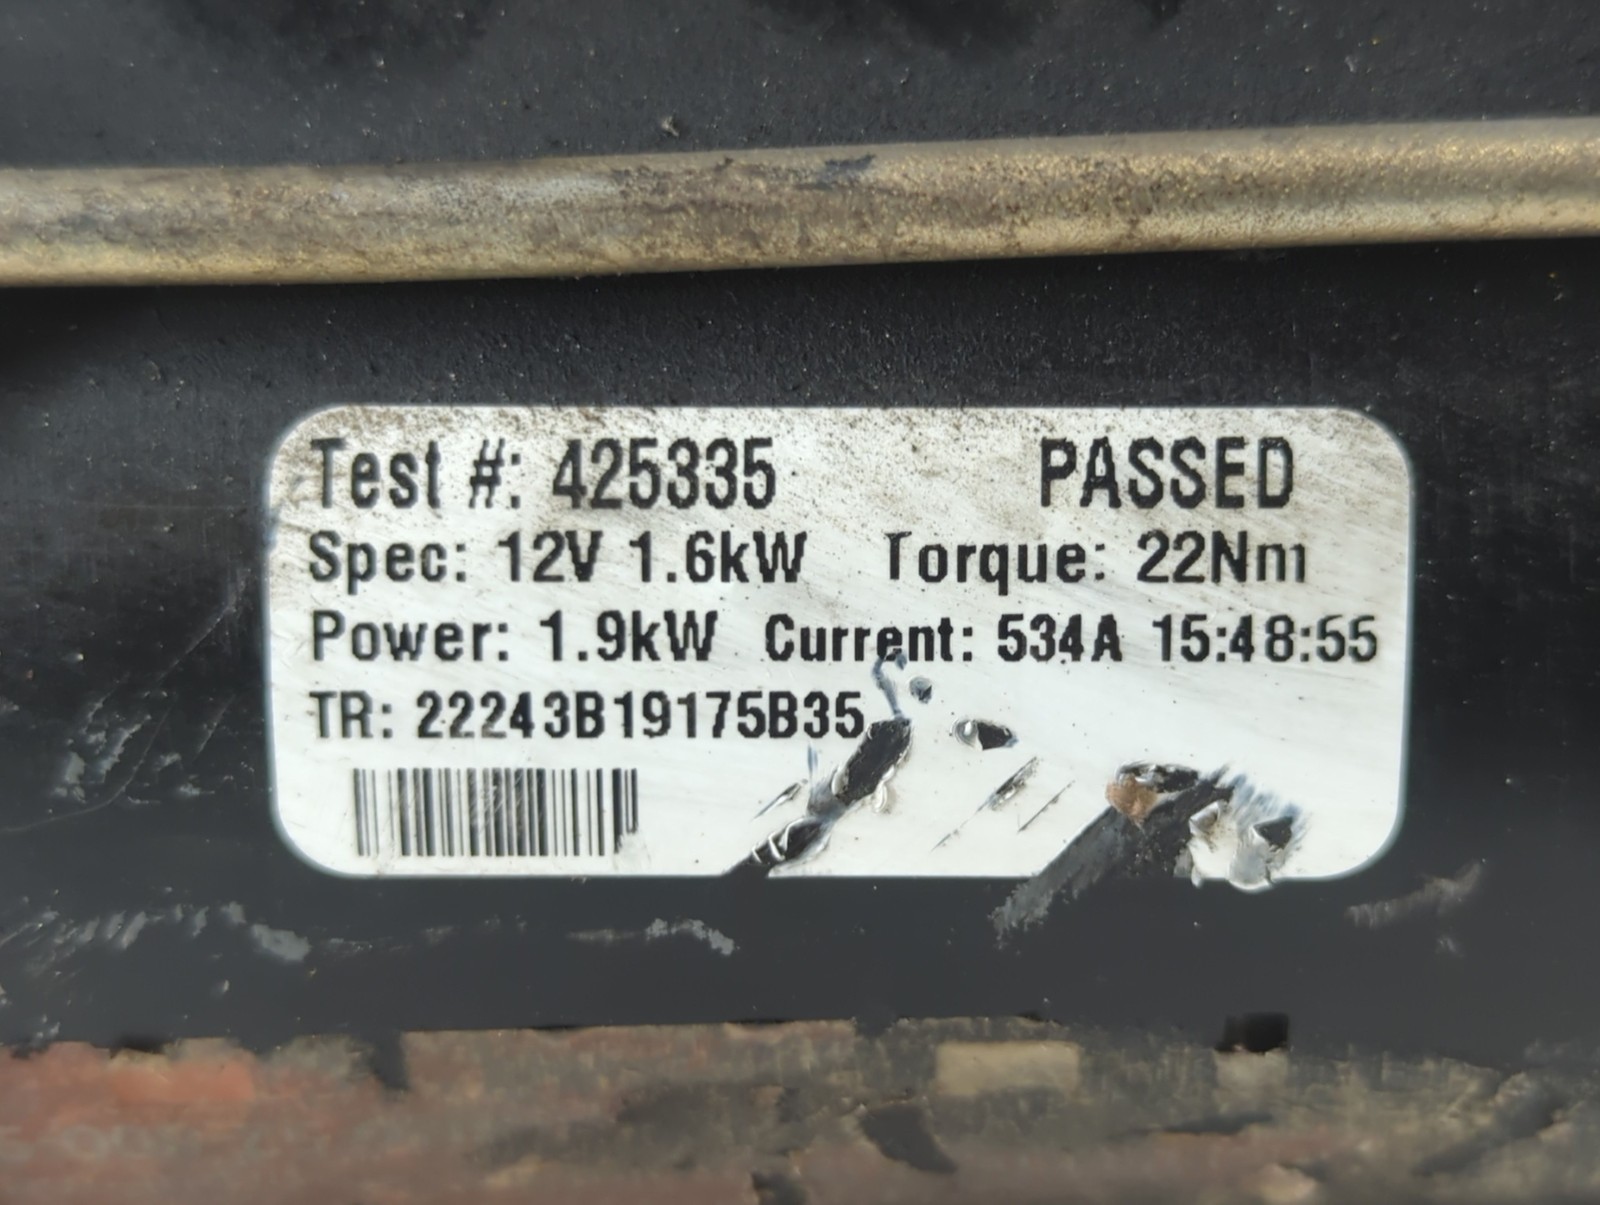 Test #: 425335 PASSED
Spec: 12V 1.6kW Torque: 22Nm
Power: 1.9kW Current: 534A 15:48:55
TR: 22243B19175B35